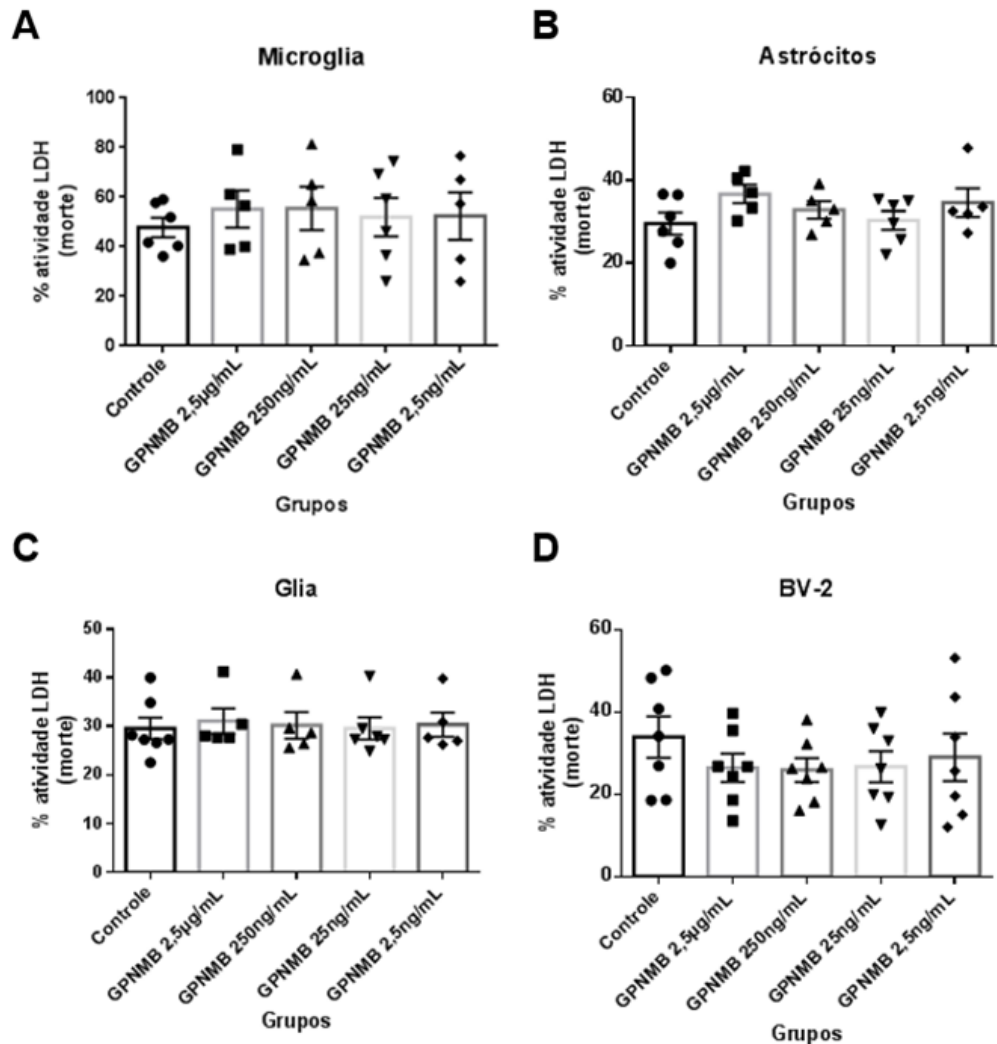 A
Microglia
% atividade LDH
(morte)
100
80
60
40
20
0
Controle
GPNMB 2,5µg/mL
GPNMB 250ng/mL
GPNMB 25ng/mL
GPNMB 2,5ng/mL
Grupos
B
Astrócitos
% atividade LDH
(morte)
60
40
20
0
Controle
GPNMB 2,5µg/mL
GPNMB 250ng/mL
GPNMB 25ng/mL
GPNMB 2,5ng/mL
Grupos
C
Glia
% atividade LDH
(morte)
50
40
30
20
10
0
Controle
GPNMB 2,5µg/mL
GPNMB 250ng/mL
GPNMB 25ng/mL
GPNMB 2,5ng/mL
Grupos
D
BV-2
% atividade LDH
(morte)
60
40
20
0
Controle
GPNMB 2,5µg/mL
GPNMB 250ng/mL
GPNMB 25ng/mL
GPNMB 2,5ng/mL
Grupos